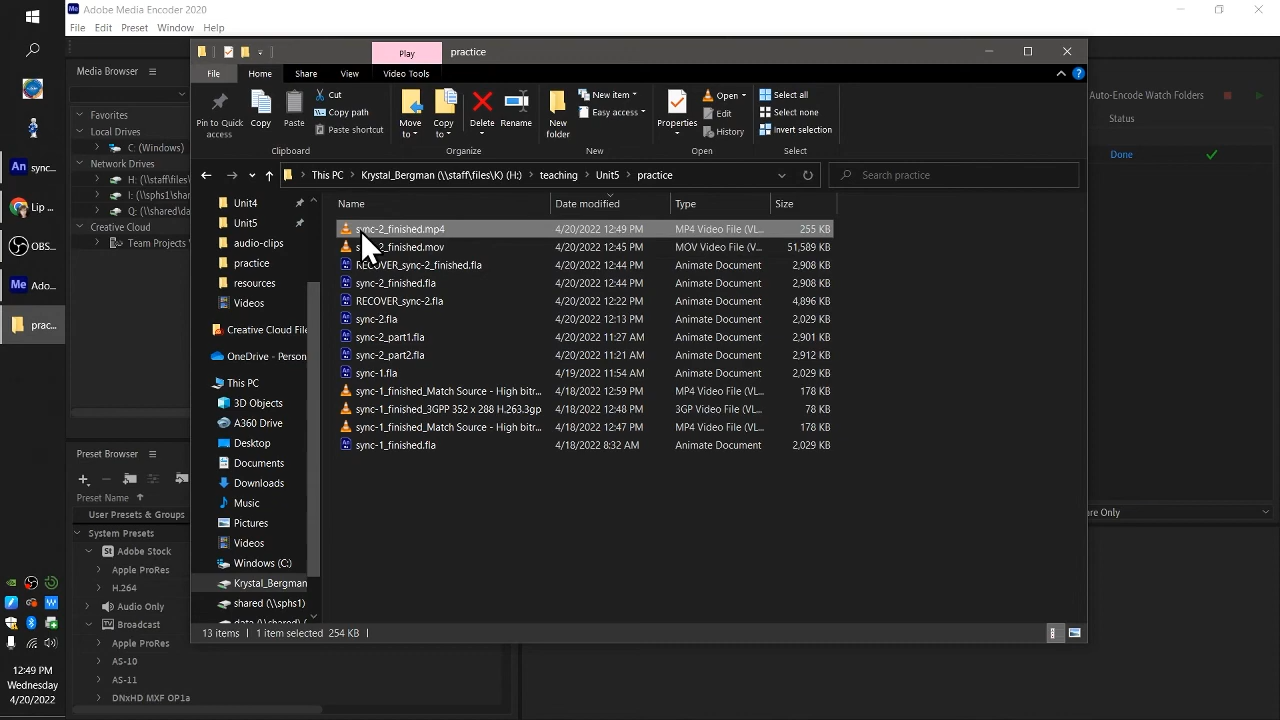 Adobe Media Encoder 2020
File Edit Preset Window Help
Play practice
File Home Share View Video Tools
Media Browser
Favorites
Local Drives
C: (Windows)
Network Drives
H: (\\staff\files\
I: (\\sphs1\share
Q: (\\shared\da
Creative Cloud
Team Projects
Pin to Quick access
Copy
Paste
Cut
Copy path
Paste shortcut
Clipboard
Move to
Copy to
Delete
Rename
Organize
New folder
New item
Easy access
New
Properties
Open
Edit
History
Open
Select all
Select none
Invert selection
Select
Auto-Encode Watch Folders
Status
Done
This PC Krystal_Bergman (\\staff\files\K) (H:) teaching Unit5 practice
Search practice
Name Date modified Type Size
sync-2_finished.mp4 4/20/2022 12:49 PM MP4 Video File (VL... 255 KB
2_finished.mov 4/20/2022 12:45 PM MOV Video File (VL... 51,589 KB
RECOVER_sync-2_finished.fla 4/20/2022 12:44 PM Animate Document 2,908 KB
sync-2_finished.fla 4/20/2022 12:44 PM Animate Document 2,908 KB
RECOVER_sync-2.fla 4/20/2022 12:22 PM Animate Document 4,896 KB
sync-2.fla 4/20/2022 12:13 PM Animate Document 2,029 KB
sync-2_part1.fla 4/20/2022 11:27 AM Animate Document 2,901 KB
sync-2_part2.fla 4/20/2022 11:21 AM Animate Document 2,912 KB
sync-1.fla 4/19/2022 11:54 AM Animate Document 2,029 KB
sync-1_finished_Match Source - High bitr... 4/18/2022 12:59 PM MP4 Video File (VL... 178 KB
sync-1_finished_3GPP 352 x 288 H.263.3gp 4/18/2022 12:48 PM 3GP Video File (VL... 78 KB
sync-1_finished_Match Source - High bitr... 4/18/2022 12:47 PM MP4 Video File (VL... 178 KB
sync-1_finished.fla 4/18/2022 8:32 AM Animate Document 2,029 KB
Unit4
Unit5
audio-clips
practice
resources
Videos
Creative Cloud File
OneDrive - Person
This PC
3D Objects
A360 Drive
Desktop
Documents
Downloads
Music
Pictures
Videos
Windows (C:)
Krystal_Bergman
shared (\\sphs1)
data (\\shared) (
13 items 1 item selected 254 KB
Preset Browser
Preset Name
User Presets & Groups
System Presets
Adobe Stock
Apple ProRes
H.264
Audio Only
Broadcast
Apple ProRes
AS-10
AS-11
DNxHD MXF OP1a
are Only
An sync...
Lip ...
OBS...
Me Ado...
prac...
12:49 PM
Wednesday
4/20/2022